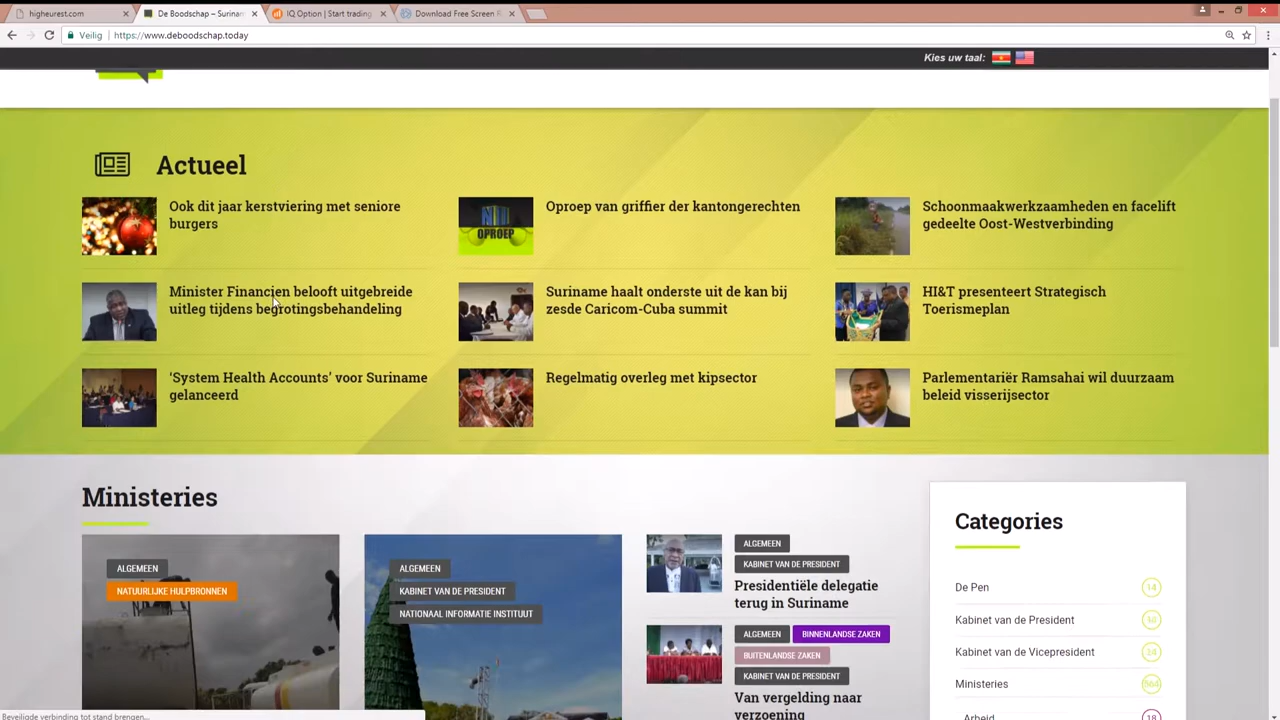 higheurest.com
De Boodschap – Surinam
IQ Option | Start trading
Download Free Screen R
Veilig
https://www.deboodschap.today
Kies uw taal:
Actueel
Ook dit jaar kerstviering met seniore
burgers
Oproep van griffier der kantongerechten
OPROEP
Schoonmaakwerkzaamheden en facelift
gedeelte Oost-Westverbinding
Minister Financien belooft uitgebreide
uitleg tijdens begrotingsbehandeling
Suriname haalt onderste uit de kan bij
zesde Caricom-Cuba summit
HI&T presenteert Strategisch
Toerismeplan
‘System Health Accounts’ voor Suriname
gelanceerd
Regelmatig overleg met kipsector
Parlementariër Ramsahai wil duurzaam
beleid visserijsector
Ministeries
ALGEMEEN
NATUURLIJKE HULPBRONNEN
ALGEMEEN
KABINET VAN DE PRESIDENT
NATIONAAL INFORMATIE INSTITUUT
ALGEMEEN
KABINET VAN DE PRESIDENT
Presidentiële delegatie
terug in Suriname
ALGEMEEN
BINNENLANDSE ZAKEN
BUITENLANDSE ZAKEN
KABINET VAN DE PRESIDENT
Van vergelding naar
verzoening
Categories
De Pen
14
Kabinet van de President
Kabinet van de Vicepresident
14
Ministeries
564
Arbeid
18
Beveiligde verbinding tot stand brengen...